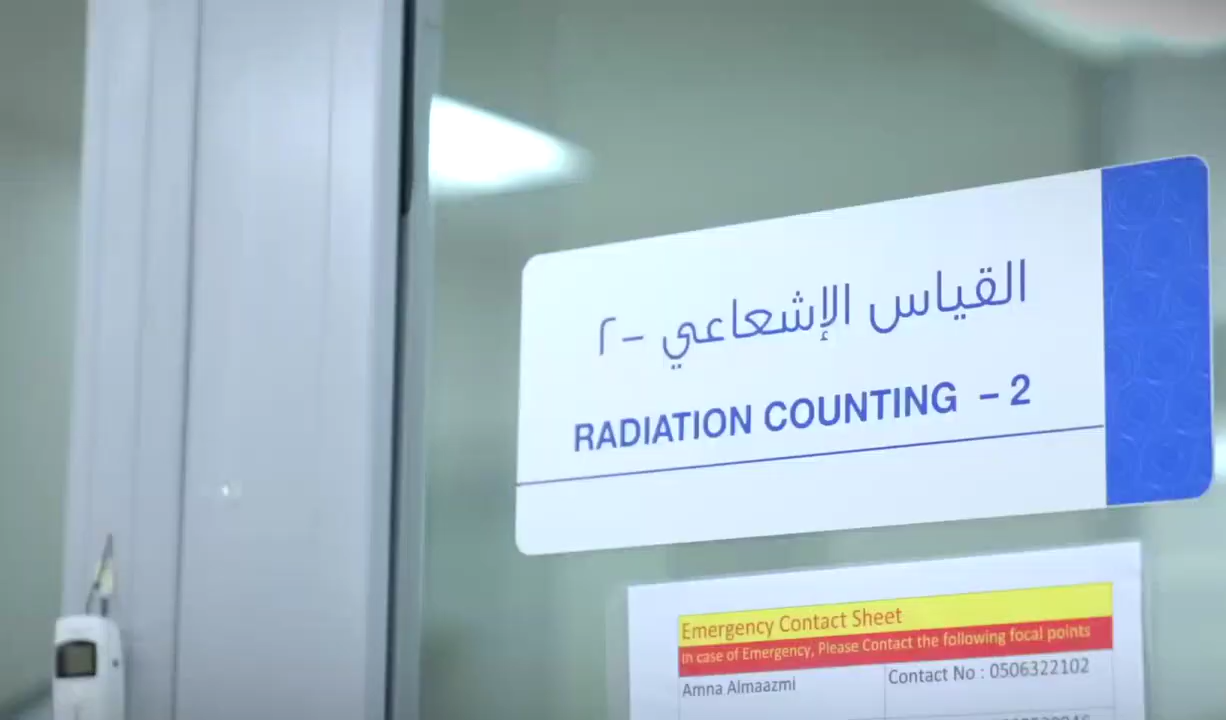 القياس الإشعاعي - ٢
RADIATION COUNTING - 2
Emergency Contact Sheet
In case of Emergency, Please Contact the following focal points
Amna Almaazmi
Contact No : 0506322102